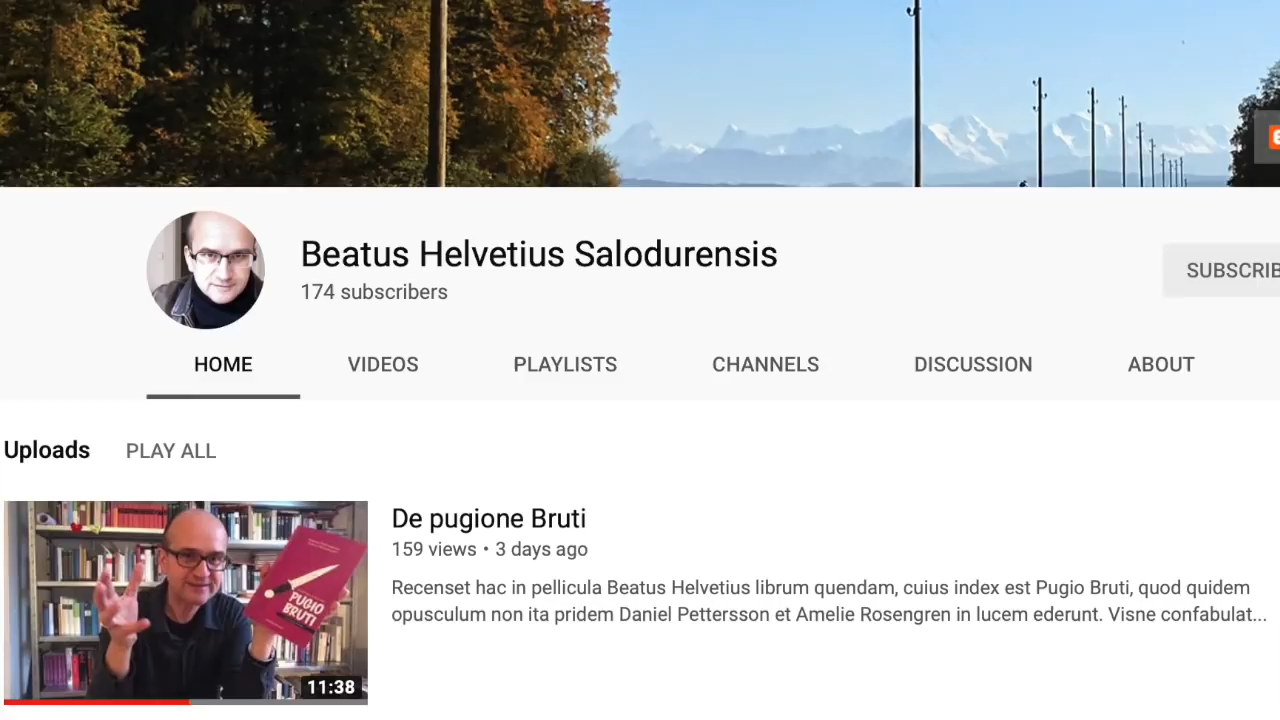 Beatus Helvetius Salodurensis
174 subscribers
SUBSCRIB
HOME VIDEOS PLAYLISTS CHANNELS DISCUSSION ABOUT
Uploads PLAY ALL
PUGIO
BRUTI
11:38
De pugione Bruti
159 views • 3 days ago
Recenset hac in pellicula Beatus Helvetius librum quendam, cuius index est Pugio Bruti, quod quidem
opusculum non ita pridem Daniel Pettersson et Amelie Rosengren in lucem ederunt. Visne confabulat...